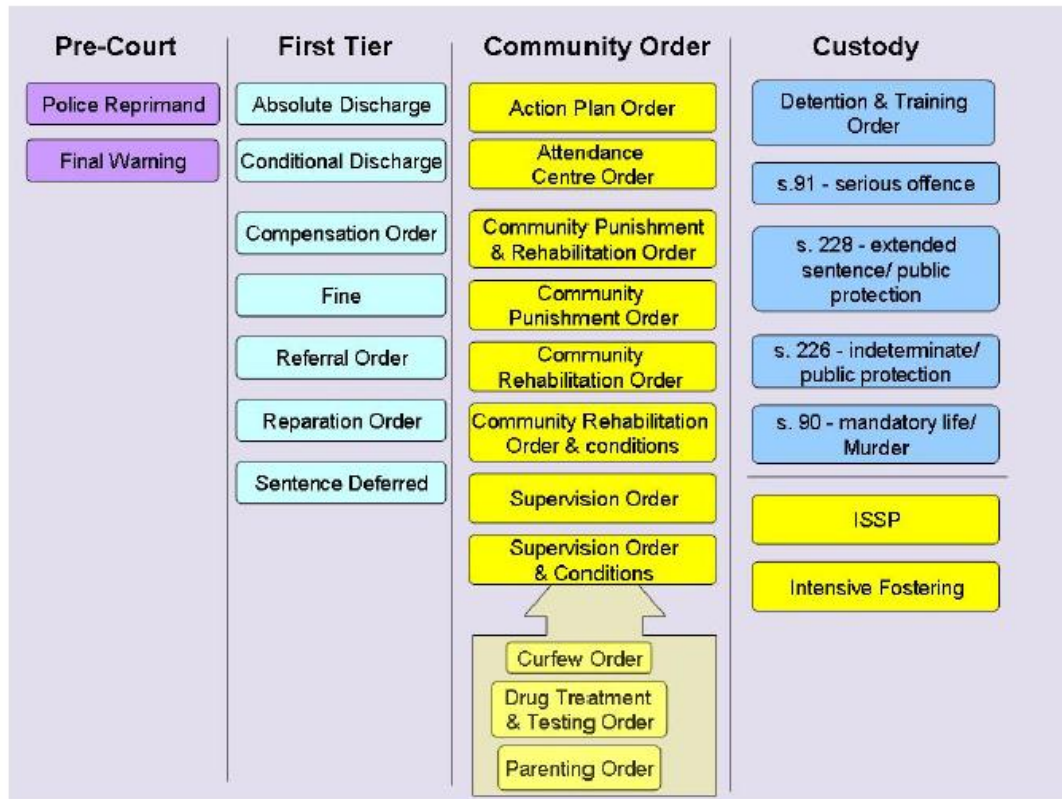 Pre-Court
Police Reprimand
Final Warning
First Tier
Absolute Discharge
Conditional Discharge
Compensation Order
Fine
Referral Order
Reparation Order
Sentence Deferred
Community Order
Action Plan Order
Attendance
Centre Order
Community Punishment
& Rehabilitation Order
Community
Punishment Order
Community
Rehabilitation Order
Community Rehabilitation
Order & conditions
Supervision Order
Supervision Order
& Conditions
Curfew Order
Drug Treatment
& Testing Order
Parenting Order
Custody
Detention & Training
Order
s.91 - serious offence
s. 228 - extended
sentence/ public
protection
s. 226 - indeterminate/
public protection
s. 90 - mandatory life/
Murder
ISSP
Intensive Fostering